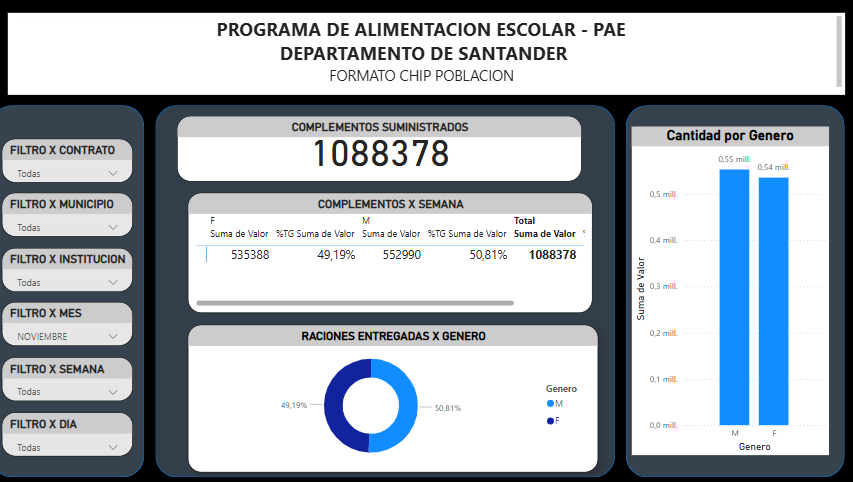 PROGRAMA DE ALIMENTACION ESCOLAR - PAE
DEPARTAMENTO DE SANTANDER
FORMATO CHIP POBLACION
FILTRO X CONTRATO
Todas
FILTRO X MUNICIPIO
Todas
FILTRO X INSTITUCION
Todas
FILTRO X MES
NOVIEMBRE
FILTRO X SEMANA
Todas
FILTRO X DIA
Todas
COMPLEMENTOS SUMINISTRADOS
1088378
COMPLEMENTOS X SEMANA
F M Total
Suma de Valor %TG Suma de Valor Suma de Valor %TG Suma de Valor Suma de Valor
535388 49,19% 552990 50,81% 1088378
RACIONES ENTREGADAS X GENERO
49,19%
50,81%
Genero
M
F
Cantidad por Genero
0,55 mill.
0,54 mill.
0,5 mill.
0,4 mill.
0,3 mill.
0,2 mill.
0,1 mill.
0,0 mill.
Suma de Valor
M F
Genero